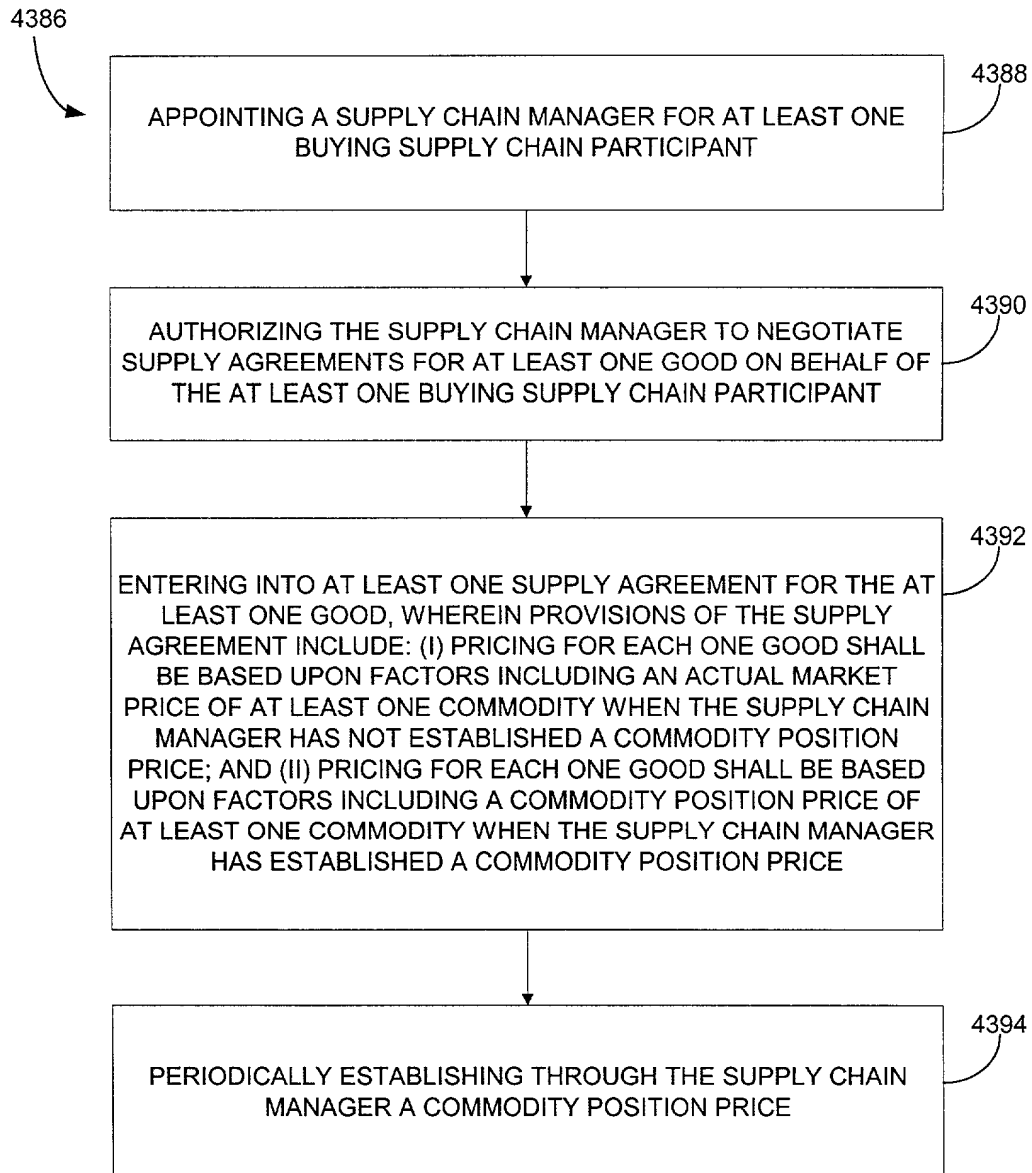 4386
4388
APPOINTING A SUPPLY CHAIN MANAGER FOR AT LEAST ONE
BUYING SUPPLY CHAIN PARTICIPANT
4390
AUTHORIZING THE SUPPLY CHAIN MANAGER TO NEGOTIATE
SUPPLY AGREEMENTS FOR AT LEAST ONE GOOD ON BEHALF OF
THE AT LEAST ONE BUYING SUPPLY CHAIN PARTICIPANT
4392
ENTERING INTO AT LEAST ONE SUPPLY AGREEMENT FOR THE AT
LEAST ONE GOOD, WHEREIN PROVISIONS OF THE SUPPLY
AGREEMENT INCLUDE: (I) PRICING FOR EACH ONE GOOD SHALL
BE BASED UPON FACTORS INCLUDING AN ACTUAL MARKET
PRICE OF AT LEAST ONE COMMODITY WHEN THE SUPPLY CHAIN
MANAGER HAS NOT ESTABLISHED A COMMODITY POSITION
PRICE; AND (II) PRICING FOR EACH ONE GOOD SHALL BE BASED
UPON FACTORS INCLUDING A COMMODITY POSITION PRICE OF
AT LEAST ONE COMMODITY WHEN THE SUPPLY CHAIN MANAGER
HAS ESTABLISHED A COMMODITY POSITION PRICE
4394
PERIODICALLY ESTABLISHING THROUGH THE SUPPLY CHAIN
MANAGER A COMMODITY POSITION PRICE